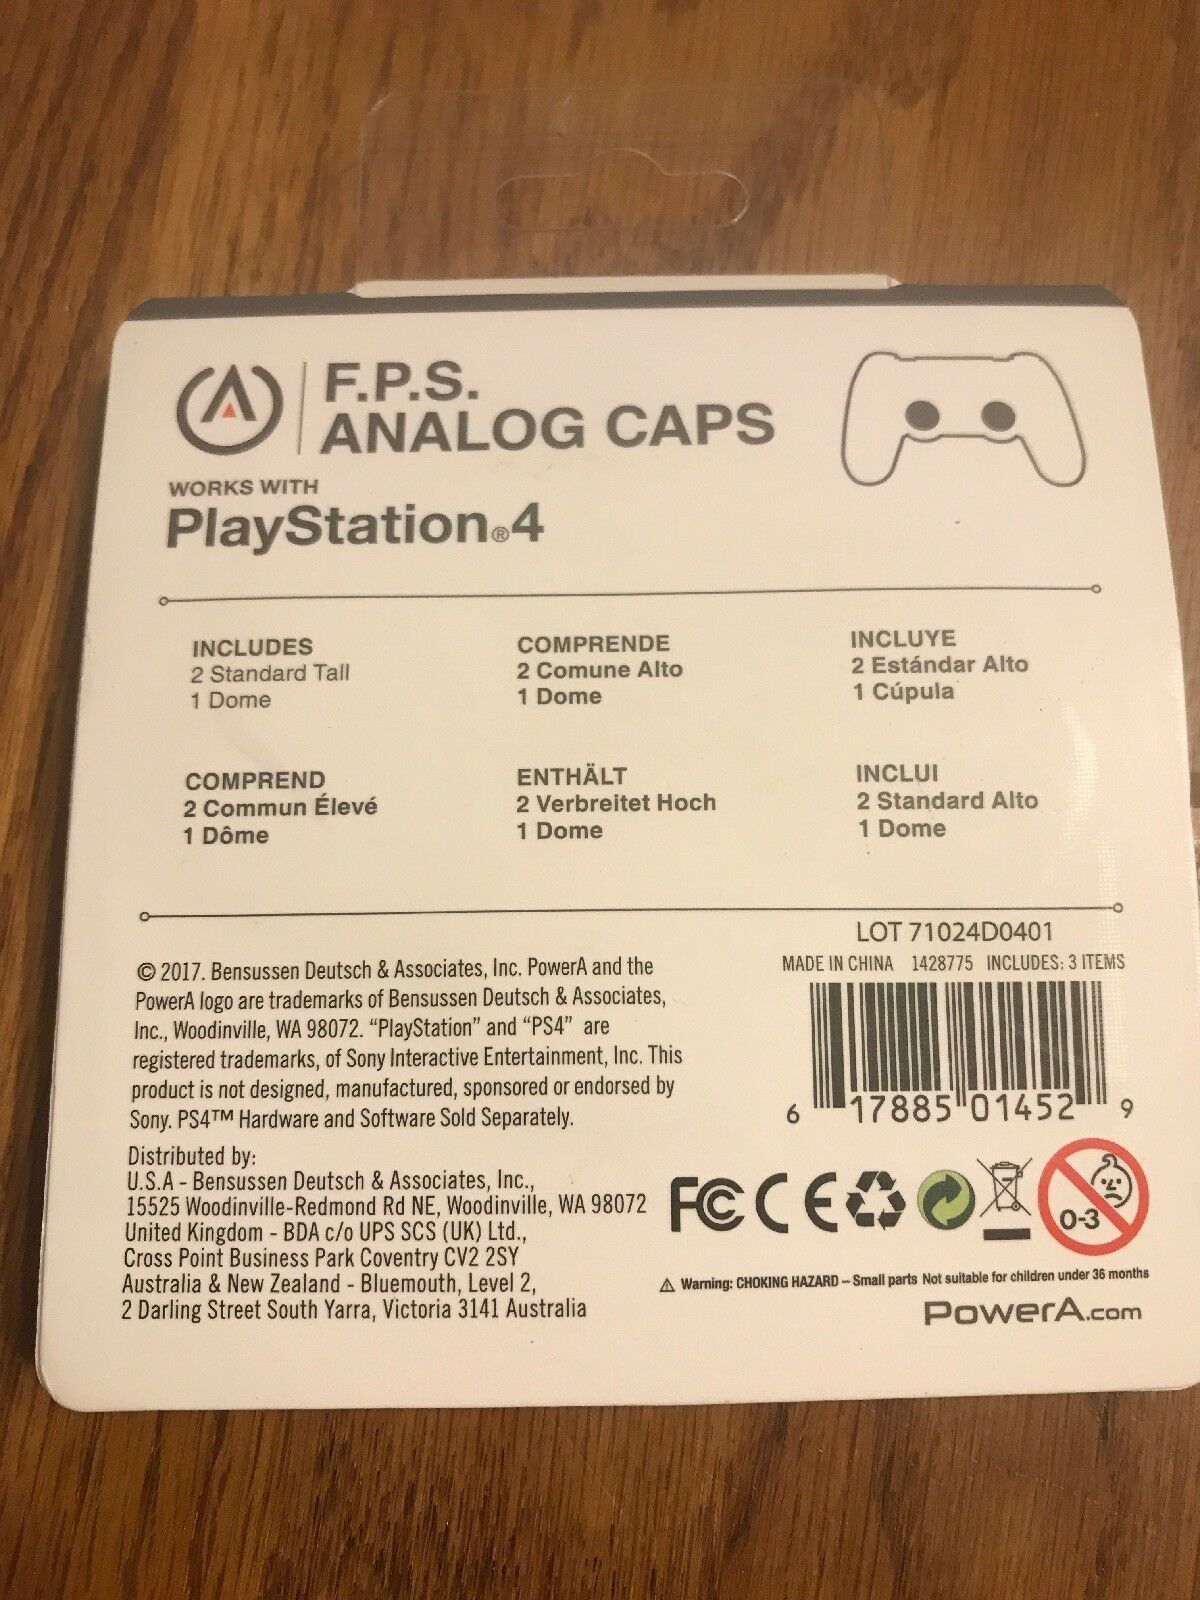 F.P.S.
ANALOG CAPS
WORKS WITH
PlayStation®4
INCLUDES
2 Standard Tall
1 Dome
COMPRENDE
2 Comune Alto
1 Dome
INCLUYE
2 Estándar Alto
1 Cúpula
COMPREND
2 Commun Élevé
1 Dôme
ENTHÄLT
2 Verbreitet Hoch
1 Dome
INCLUI
2 Standard Alto
1 Dome
© 2017. Bensussen Deutsch & Associates, Inc. PowerA and the
PowerA logo are trademarks of Bensussen Deutsch & Associates,
Inc., Woodinville, WA 98072. “PlayStation” and “PS4” are
registered trademarks, of Sony Interactive Entertainment, Inc. This
product is not designed, manufactured, sponsored or endorsed by
Sony. PS4™ Hardware and Software Sold Separately.
Distributed by:
U.S.A - Bensussen Deutsch & Associates, Inc.,
15525 Woodinville-Redmond Rd NE, Woodinville, WA 98072
United Kingdom - BDA c/o UPS SCS (UK) Ltd.,
Cross Point Business Park Coventry CV2 2SY
Australia & New Zealand - Bluemouth, Level 2,
2 Darling Street South Yarra, Victoria 3141 Australia
LOT 71024D0401
MADE IN CHINA 1428775 INCLUDES: 3 ITEMS
6 17885 01452 9
FC CE
0-3
⚠ Warning: CHOKING HAZARD – Small parts Not suitable for children under 36 months
PowerA.com